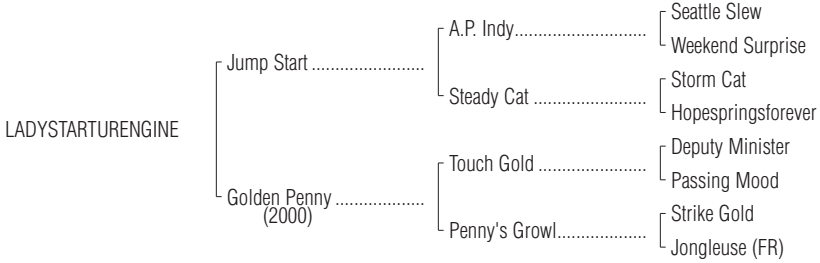 Seattle Slew
A.P. Indy..............................
Weekend Surprise
Jump Start ........................
Storm Cat
Steady Cat ........................
Hopespringsforever
LADYSTARTURENGINE
Deputy Minister
Touch Gold .......................
Passing Mood
Golden Penny ...................
(2000)
Strike Gold
Penny's Growl...................
Jongleuse (FR)